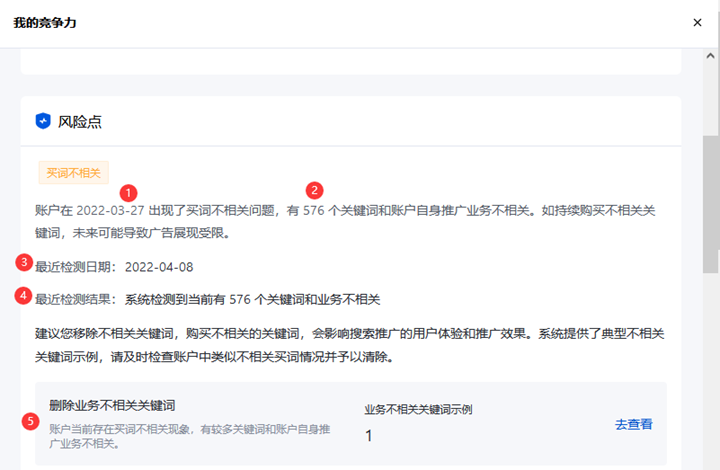 我的竞争力
×
风险点
买词不相关
1
2
账户在 2022-03-27 出现了买词不相关问题，有 576 个关键词和账户自身推广业务不相关。如持续购买不相关关
键词，未来可能导致广告展现受限。
3 最近检测日期： 2022-04-08
4 最近检测结果： 系统检测到当前有 576 个关键词和业务不相关
建议您移除不相关关键词，购买不相关的关键词，会影响搜索推广的用户体验和推广效果。系统提供了典型不相关
关键词示例，请及时检查账户中类似不相关买词情况并予以清除。
删除业务不相关关键词
业务不相关关键词示例
5
账户当前存在买词不相关现象，有较多关键词和账户自身推
广业务不相关。
1
去查看